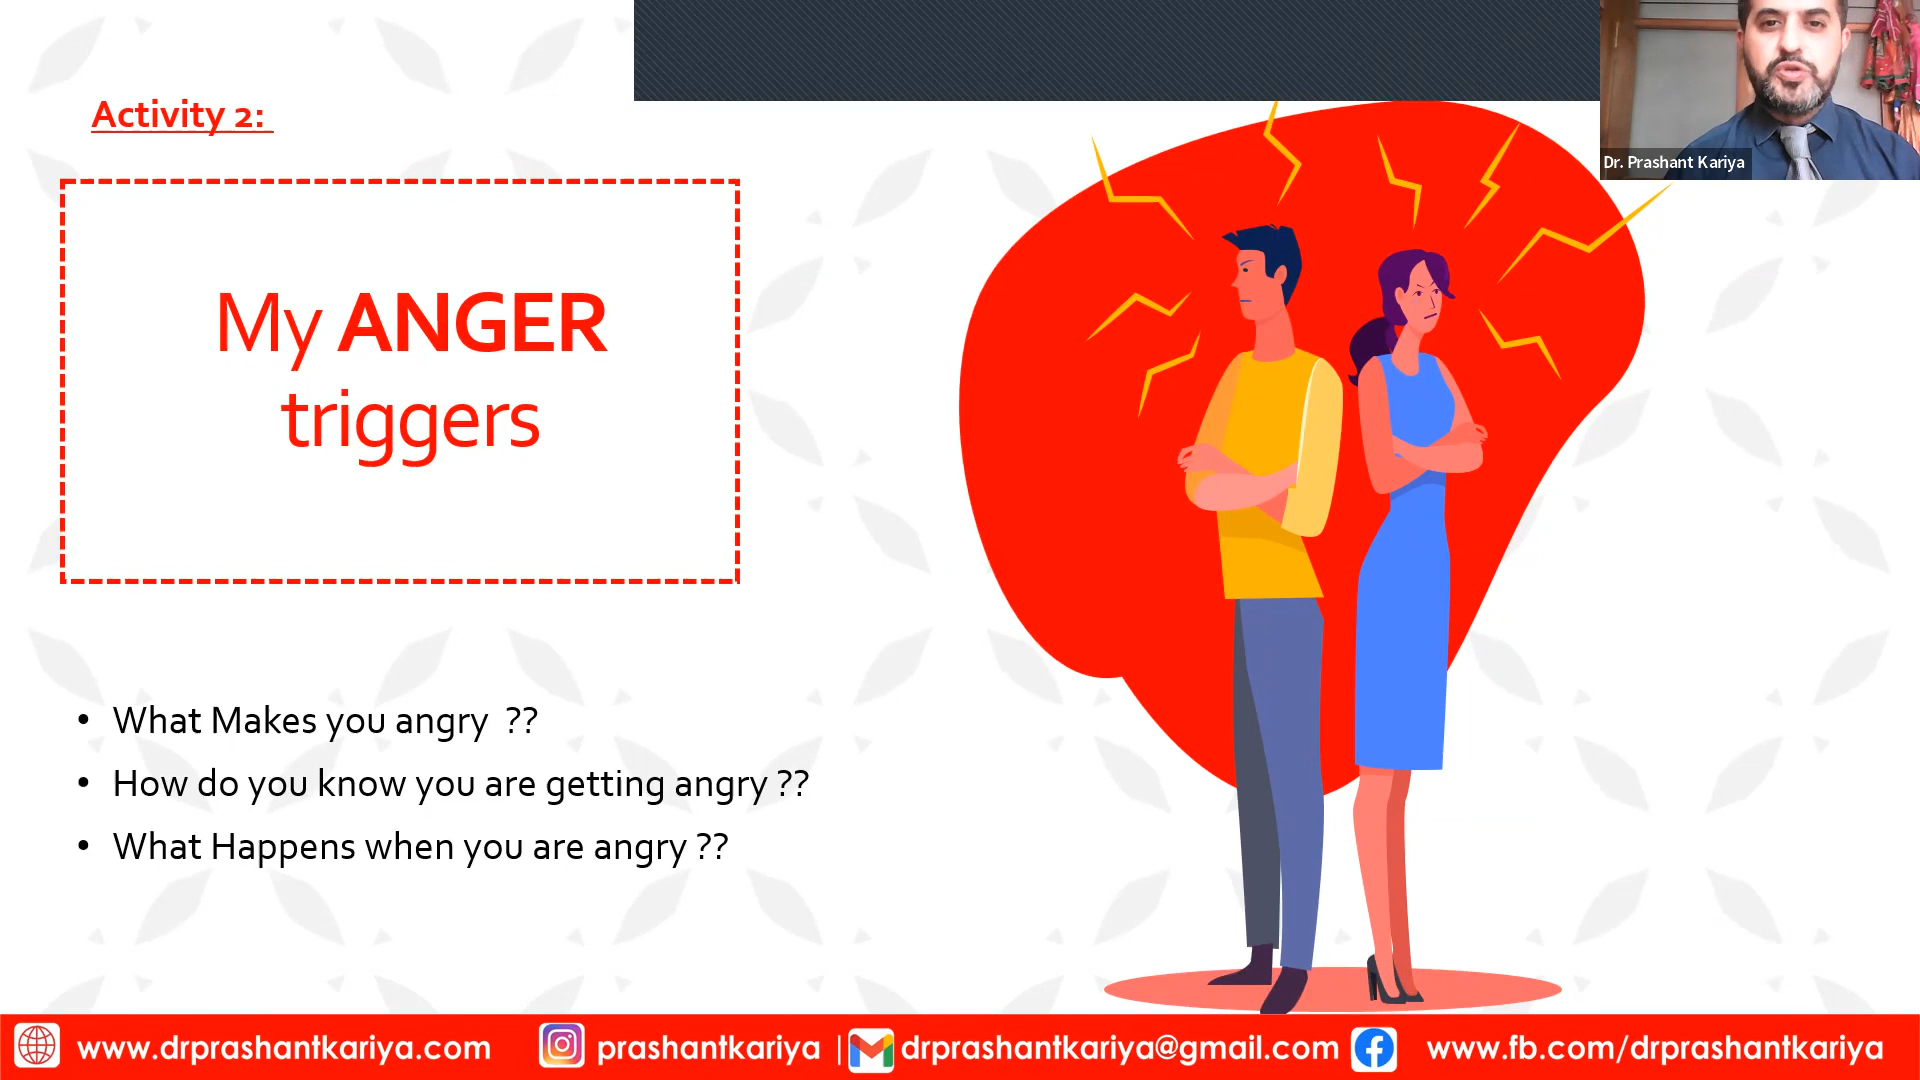 Activity 2:
My ANGER
triggers
• What Makes you angry ??
• How do you know you are getting angry ??
• What Happens when you are angry ??
Dr. Prashant Kariya
www.drprashantkariya.com
prashantkariya |
drprashantkariya@gmail.com
www.fb.com/drprashantkariya